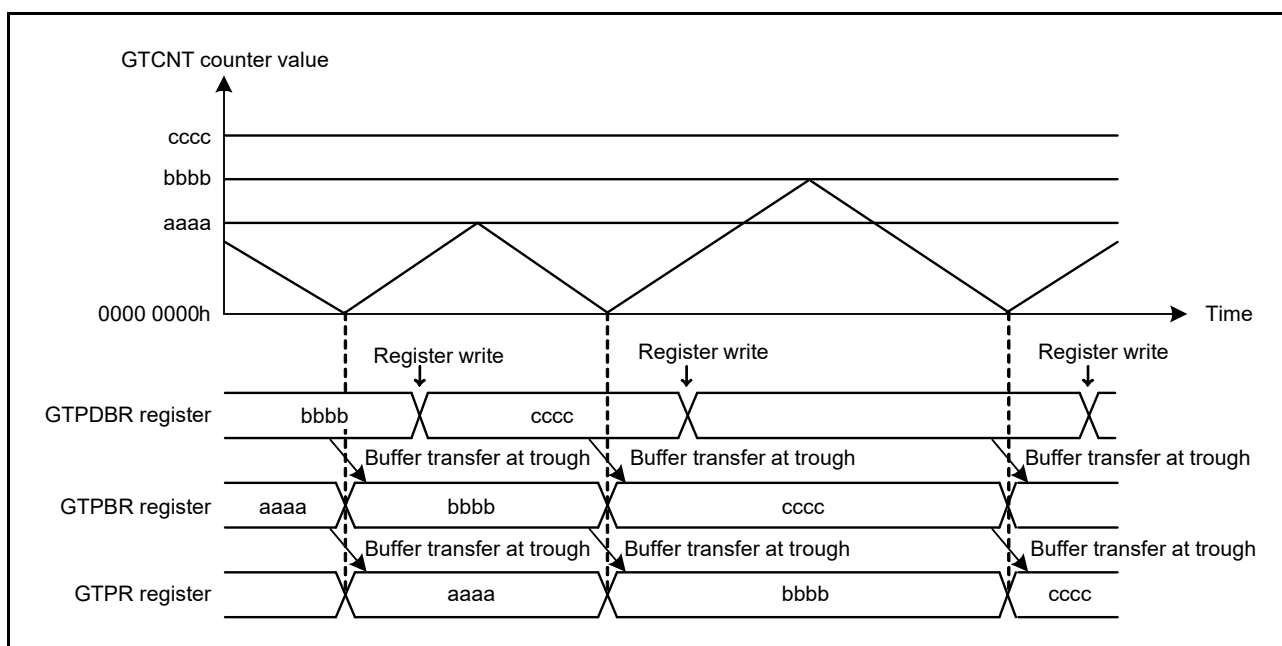 GTCNT counter value
cccc
bbbb
aaaa
0000 0000h
Time
Register write
Register write
Register write
GTPDBR register
bbbb
cccc
Buffer transfer at trough
Buffer transfer at trough
Buffer transfer at trough
GTPBR register
aaaa
bbbb
cccc
Buffer transfer at trough
Buffer transfer at trough
Buffer transfer at trough
GTPR register
aaaa
bbbb
cccc